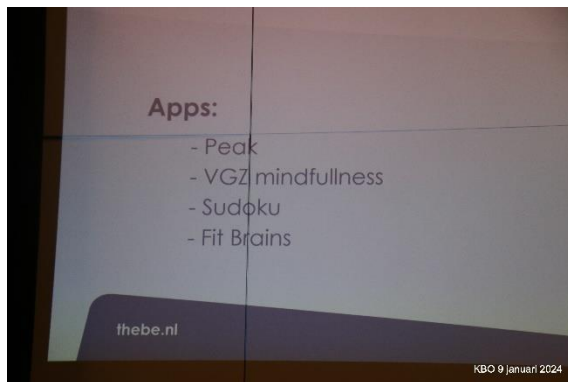 Apps:
- Peak
- VGZ mindfullness
- Sudoku
- Fit Brains
thebe.nl
KBO 9 januari 2024